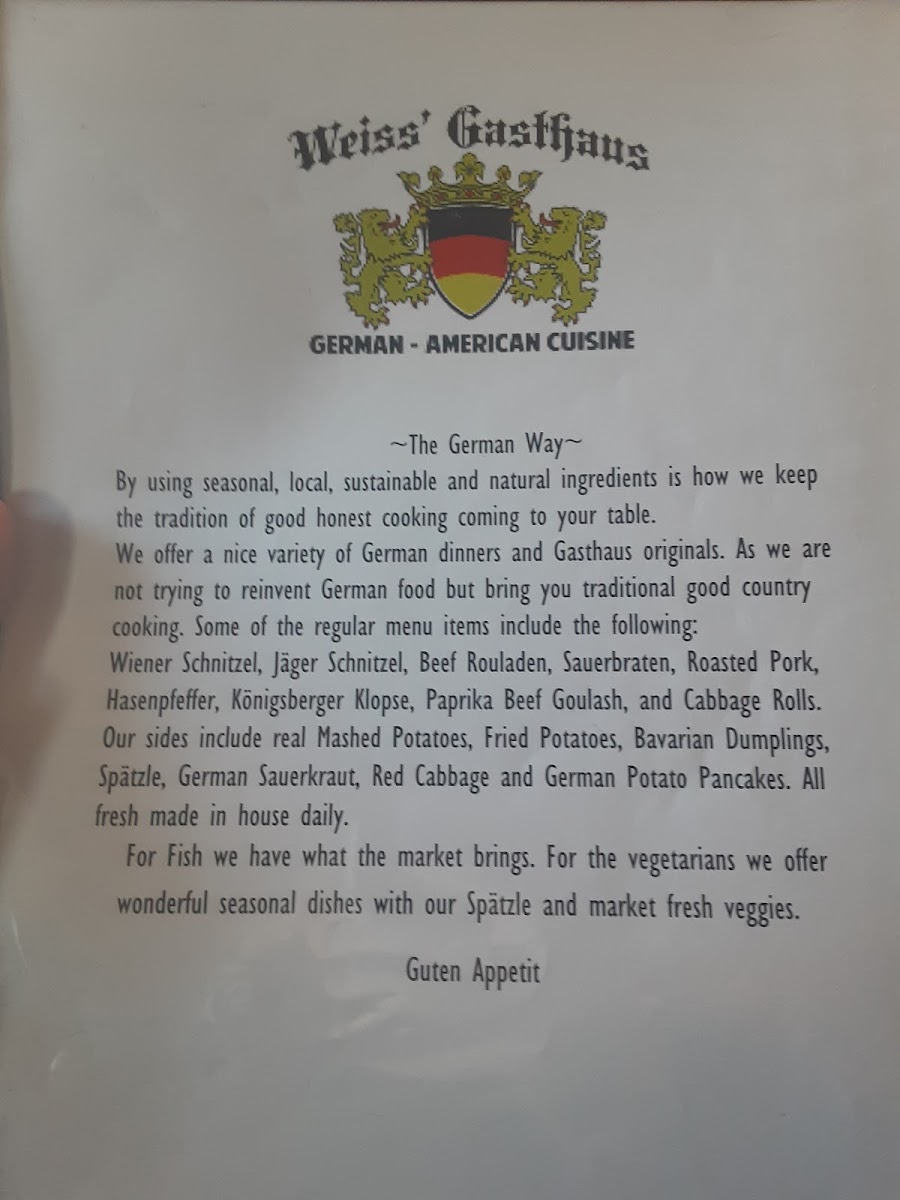 Weiss' Gasthaus
GERMAN - AMERICAN CUISINE
~The German Way~
By using seasonal, local, sustainable and natural ingredients is how we keep
the tradition of good honest cooking coming to your table.
We offer a nice variety of German dinners and Gasthaus originals. As we are
not trying to reinvent German food but bring you traditional good country
cooking. Some of the regular menu items include the following:
Wiener Schnitzel, Jäger Schnitzel, Beef Rouladen, Sauerbraten, Roasted Pork,
Hasenpfeffer, Königsberger Klopse, Paprika Beef Goulash, and Cabbage Rolls.
Our sides include real Mashed Potatoes, Fried Potatoes, Bavarian Dumplings,
Spätzle, German Sauerkraut, Red Cabbage and German Potato Pancakes. All
fresh made in house daily.
For Fish we have what the market brings. For the vegetarians we offer
wonderful seasonal dishes with our Spätzle and market fresh veggies.
Guten Appetit